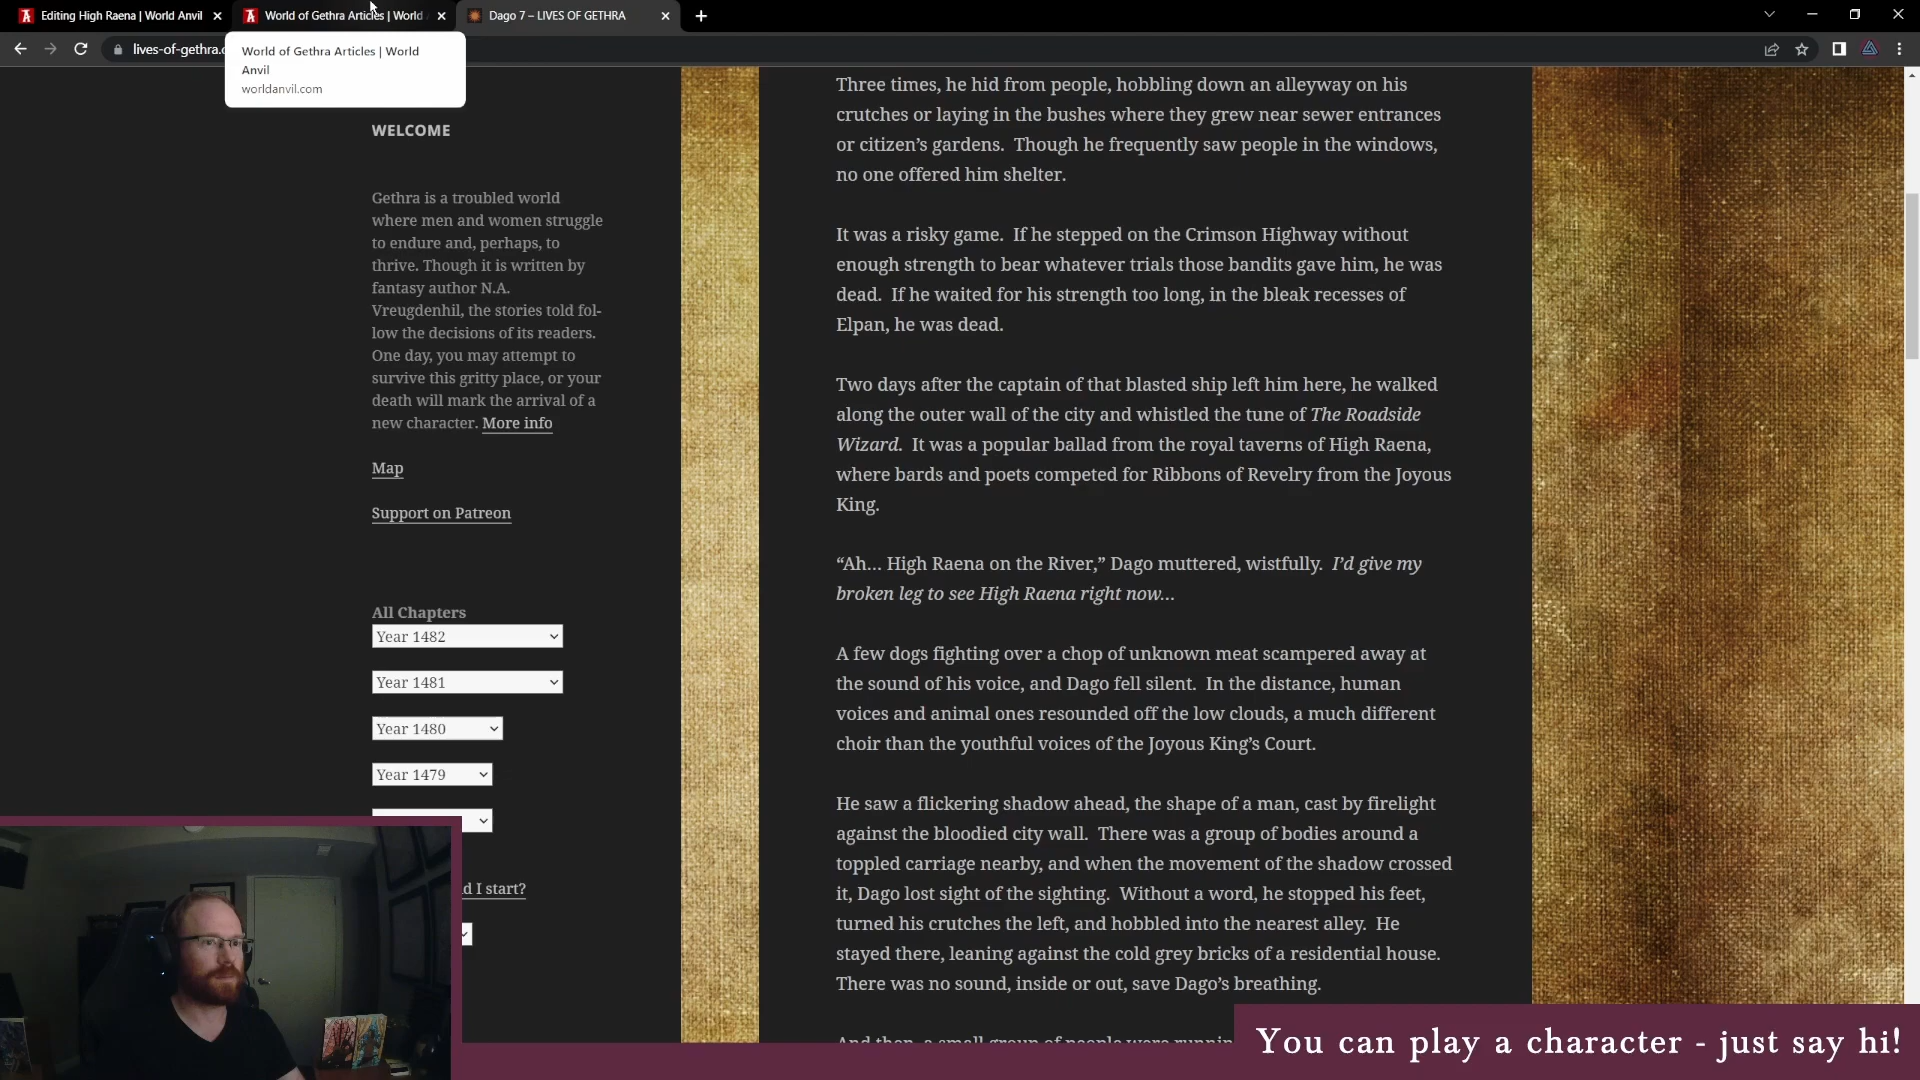 Editing High Raena | World Anvil
World of Gethra Articles | World
Dago 7 – LIVES OF GETHRA
lives-of-gethra.
World of Gethra Articles | World
Anvil
worldanvil.com
WELCOME
Gethra is a troubled world
where men and women struggle
to endure and, perhaps, to
thrive. Though it is written by
fantasy author N.A.
Vreugdenhil, the stories told fol-
low the decisions of its readers.
One day, you may attempt to
survive this gritty place, or your
death will mark the arrival of a
new character. More info
Map
Support on Patreon
All Chapters
Year 1482
Year 1481
Year 1480
Year 1479
d I start?
Three times, he hid from people, hobbling down an alleyway on his
crutches or laying in the bushes where they grew near sewer entrances
or citizen’s gardens.  Though he frequently saw people in the windows,
no one offered him shelter.
It was a risky game.  If he stepped on the Crimson Highway without
enough strength to bear whatever trials those bandits gave him, he was
dead.  If he waited for his strength too long, in the bleak recesses of
Elpan, he was dead.
Two days after the captain of that blasted ship left him here, he walked
along the outer wall of the city and whistled the tune of The Roadside
Wizard.  It was a popular ballad from the royal taverns of High Raena,
where bards and poets competed for Ribbons of Revelry from the Joyous
King.
“Ah… High Raena on the River,” Dago muttered, wistfully.  I’d give my
broken leg to see High Raena right now…
A few dogs fighting over a chop of unknown meat scampered away at
the sound of his voice, and Dago fell silent.  In the distance, human
voices and animal ones resounded off the low clouds, a much different
choir than the youthful voices of the Joyous King’s Court.
He saw a flickering shadow ahead, the shape of a man, cast by firelight
against the bloodied city wall.  There was a group of bodies around a
toppled carriage nearby, and when the movement of the shadow crossed
it, Dago lost sight of the sighting.  Without a word, he stopped his feet,
turned his crutches the left, and hobbled into the nearest alley.  He
stayed there, leaning against the cold grey bricks of a residential house.
There was no sound, inside or out, save Dago’s breathing.
And then, a small group of people were runnin
You can play a character - just say hi!